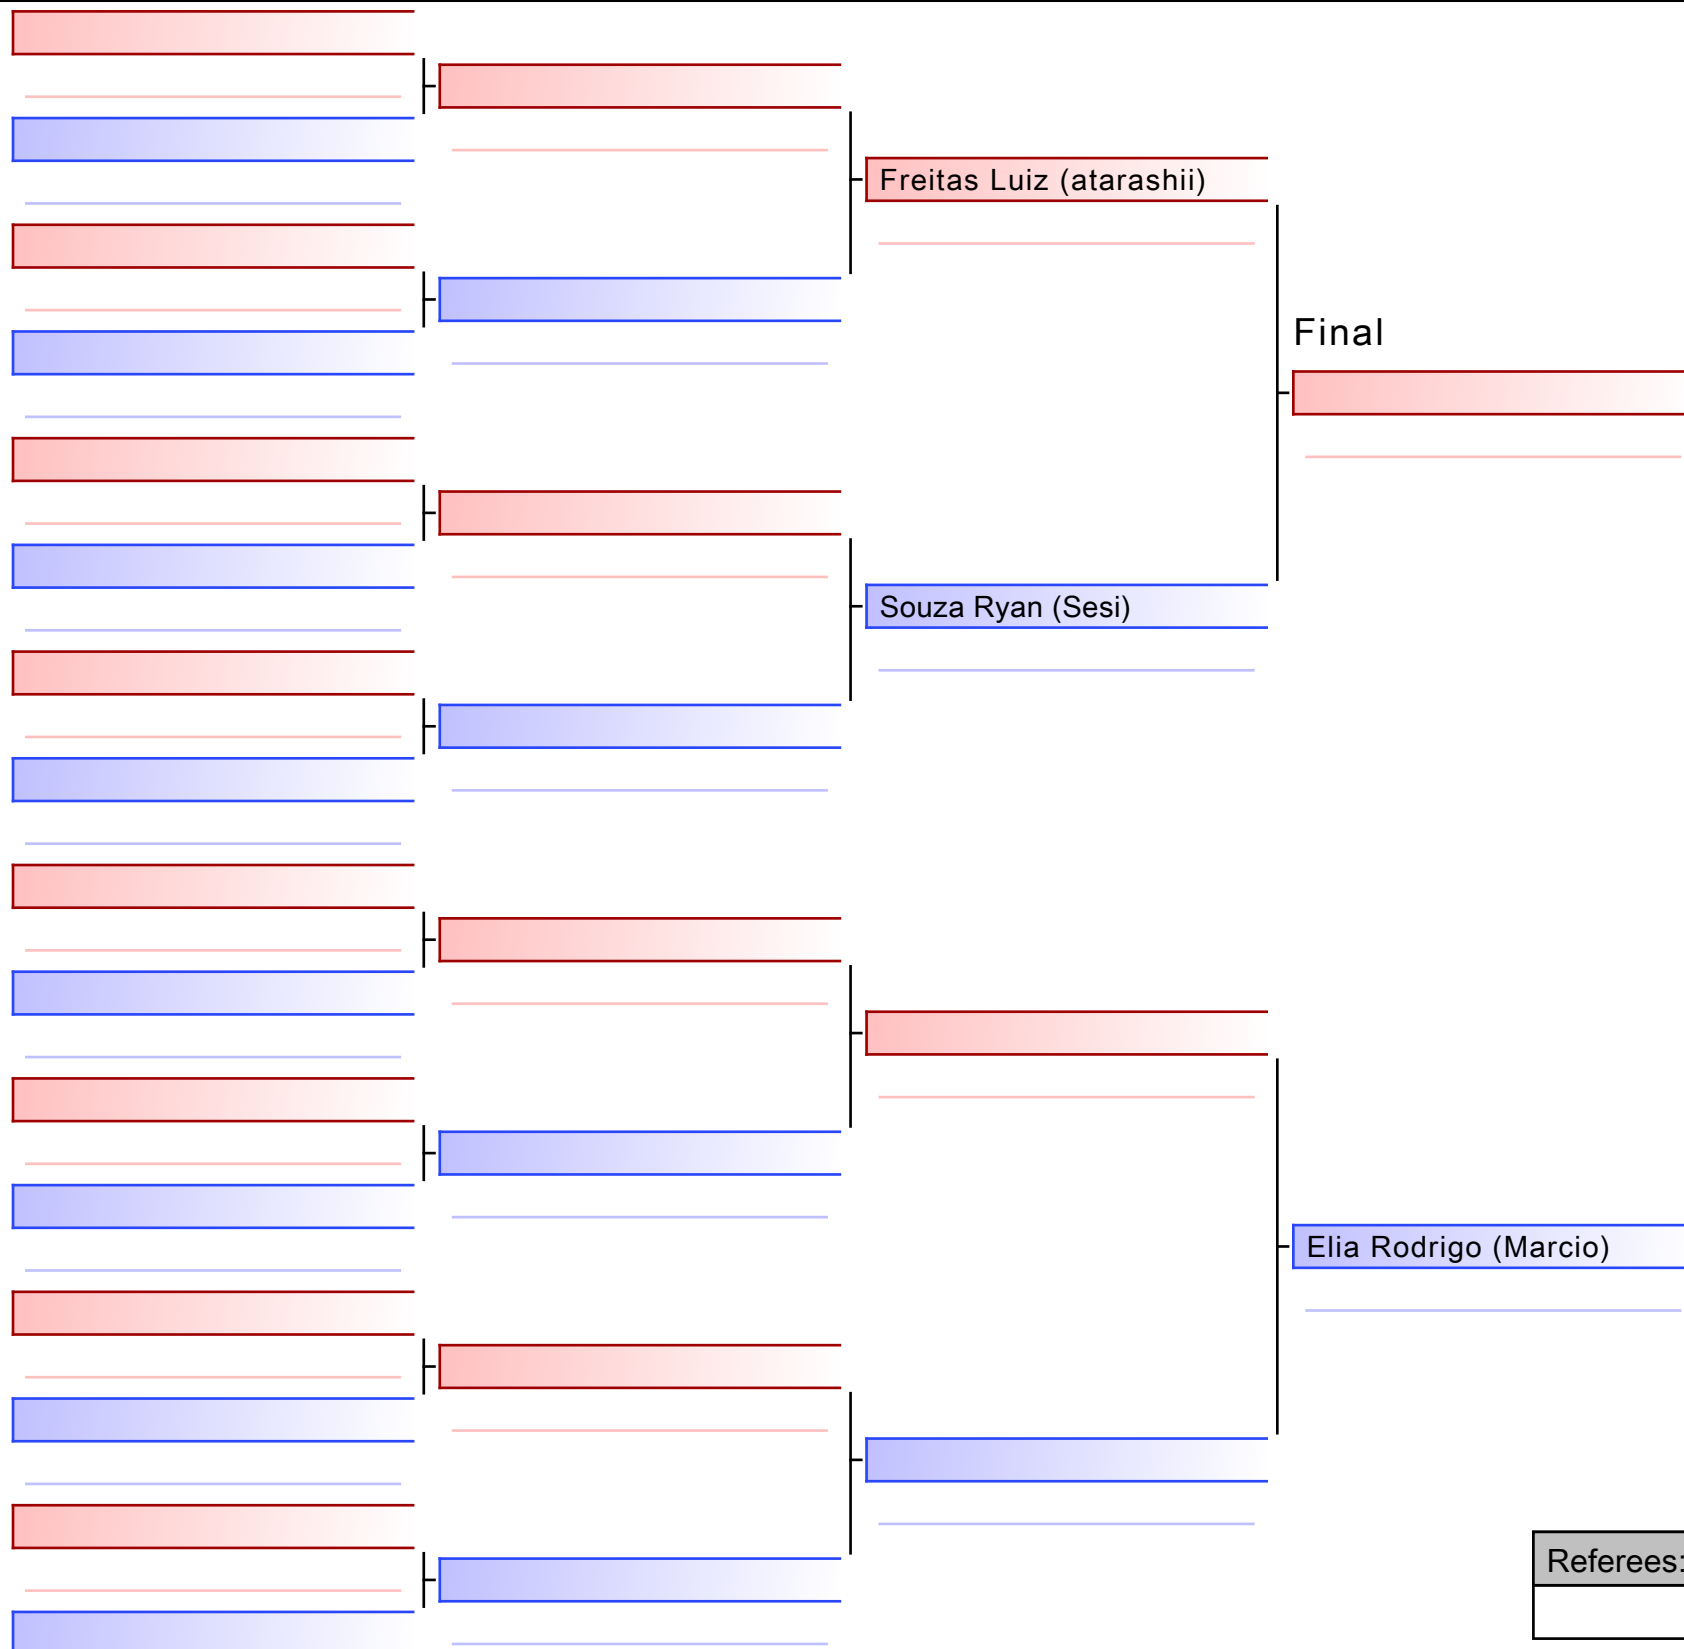 Freitas Luiz (atarashii)
Final
Souza Ryan (Sesi)
Elia Rodrigo (Marcio)
Referees: